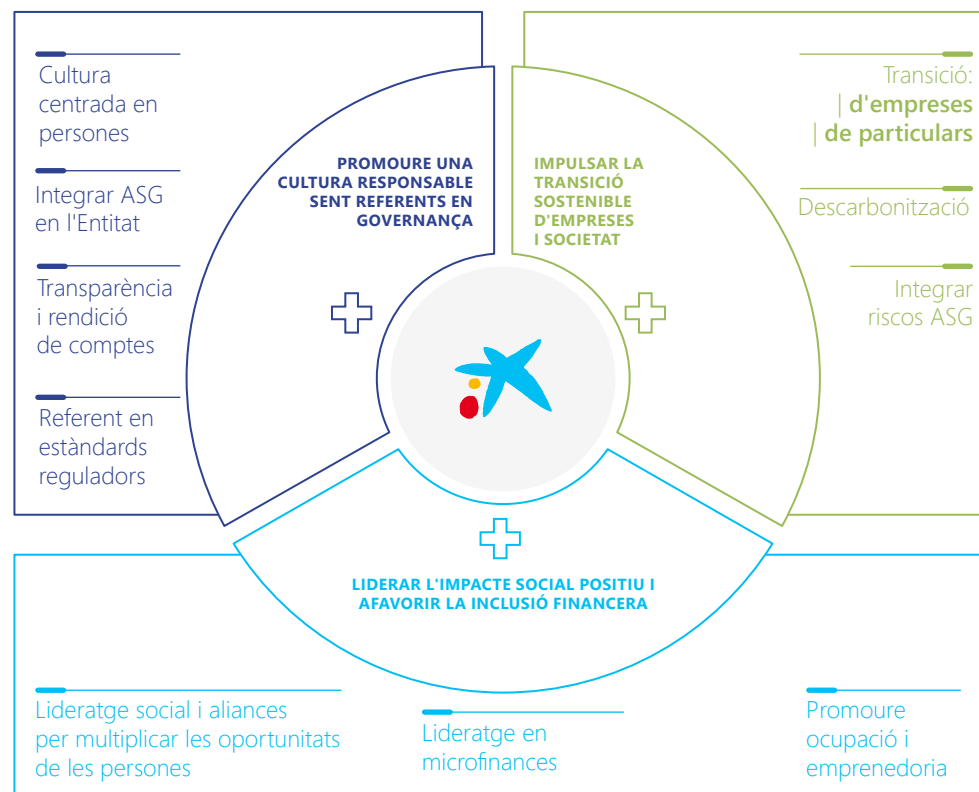 Cultura
centrada en
persones
Integrar ASG
en l'Entitat
Transparència
i rendició
de comptes
Referent en
estàndards
reguladors
PROMOURE UNA
CULTURA RESPONSABLE
SENT REFERENTS EN
GOVERNANÇA
IMPULSAR LA
TRANSICIÓ
SOSTENIBLE
D'EMPRESES
I SOCIETAT
Transició:
| d'empreses
| de particulars
Descarbonització
Integrar
riscos ASG
LIDERAR L'IMPACTE SOCIAL POSITIU I
AFAVORIR LA INCLUSIÓ FINANCERA
Lideratge social i aliances
per multiplicar les oportunitats
de les persones
Lideratge en
microfinances
Promoure
ocupació i
emprenedoria